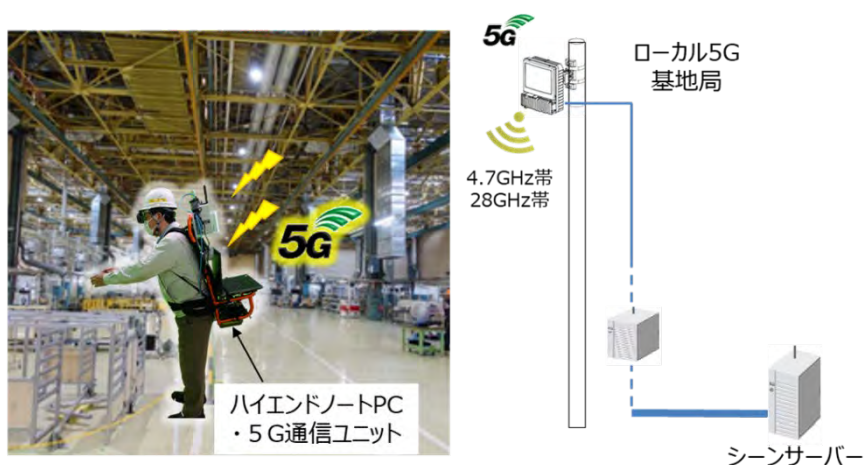 5G
ハイエンドノートPC
・５G通信ユニット
5G
ローカル5G
基地局
4.7GHz帯
28GHz帯
シーンサーバー